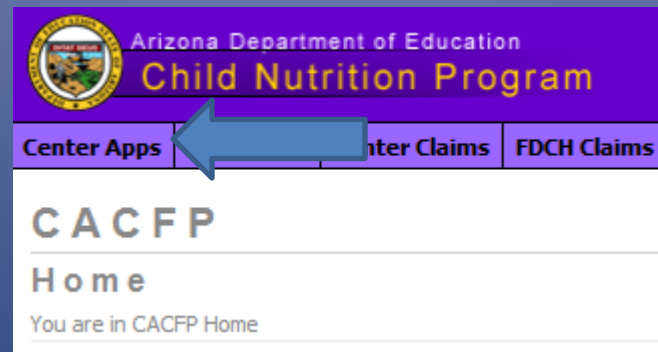 Arizona Department of Education
Child Nutrition Program
Center Apps
nter Claims
FDCH Claims
CACFP
Home
You are in CACFP Home